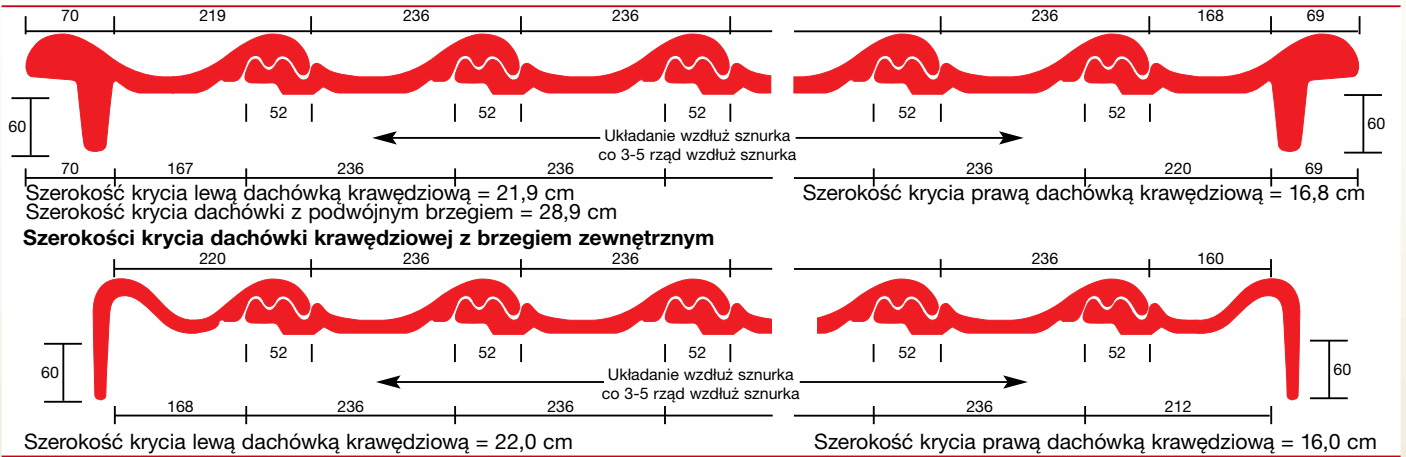 70 219 236 236 236 168 69
60 52 52 52 52 52 60
Układanie wzdłuż sznurka
co 3-5 rząd wzdłuż sznurka
70 167 236 236 236 220 69
Szerokość krycia lewą dachówką krawędziową = 21,9 cm
Szerokość krycia prawą dachówką krawędziową = 16,8 cm
Szerokość krycia dachówki z podwójnym brzegiem = 28,9 cm
Szerokości krycia dachówki krawędziowej z brzegiem zewnętrznym
220 236 236 236 160
60 52 52 52 52 52 60
Układanie wzdłuż sznurka
co 3-5 rząd wzdłuż sznurka
168 236 236 236 212
Szerokość krycia lewą dachówką krawędziową = 22,0 cm
Szerokość krycia prawą dachówką krawędziową = 16,0 cm